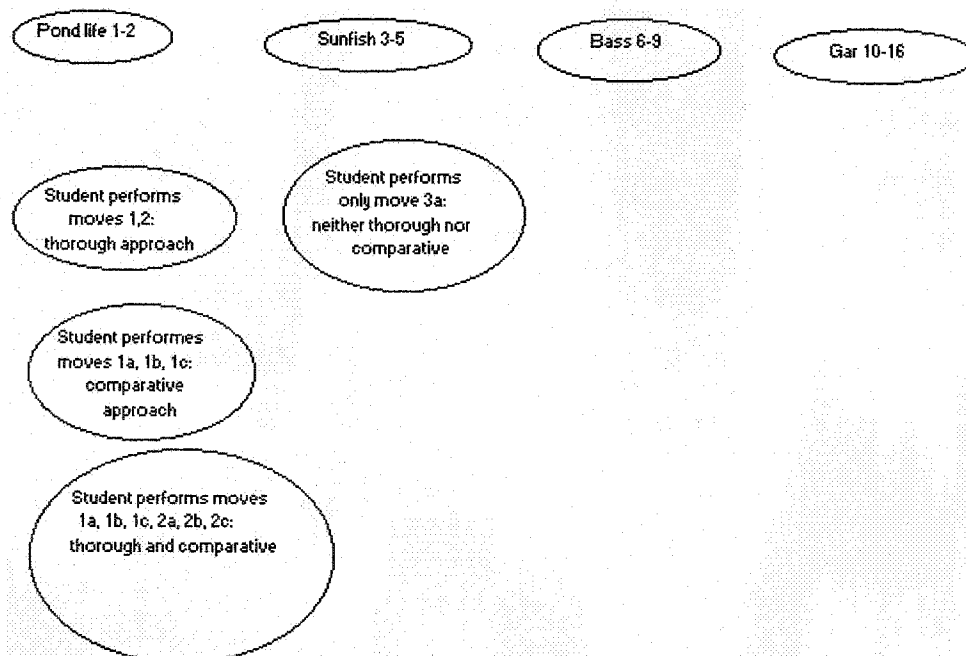 Pond life 1-2
Sunfish 3-5
Bass 6-9
Gar 10-16
Student performs
moves 1,2:
thorough approach
Student performs
only move 3a:
neither thorough nor
comparative
Student performes
moves 1a, 1b, 1c:
comparative
approach
Student performs moves
1a, 1b, 1c, 2a, 2b, 2c:
thorough and comparative